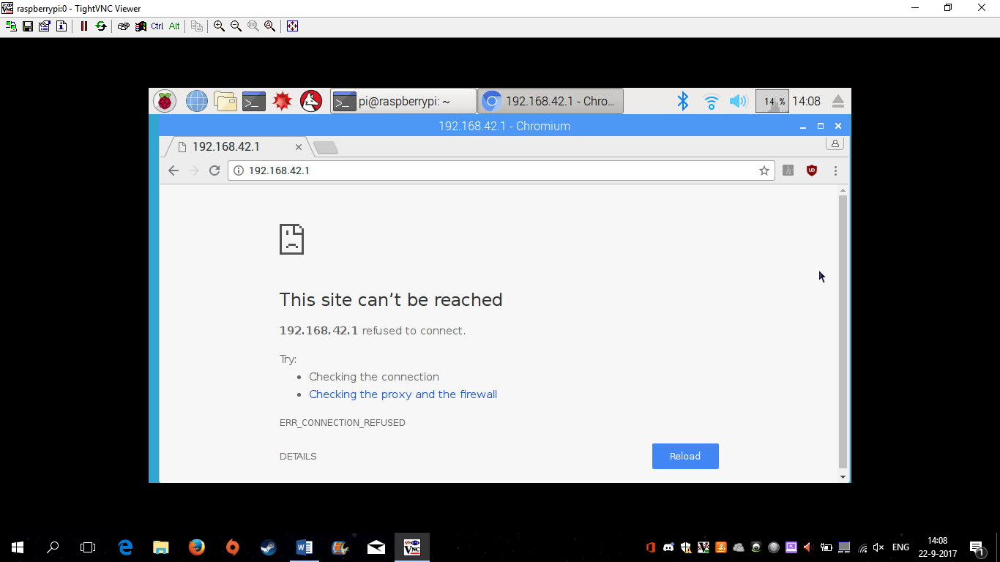 raspberrypi:0 - TightVNC Viewer
Ctrl Alt
pi@raspberrypi: ~
192.168.42.1 - Chro...
14 %
14:08
192.168.42.1 - Chromium
192.168.42.1
192.168.42.1
This site can't be reached
192.168.42.1 refused to connect.
Try:
• Checking the connection
• Checking the proxy and the firewall
ERR_CONNECTION_REFUSED
DETAILS
Reload
ENG
14:08
22-9-2017
1